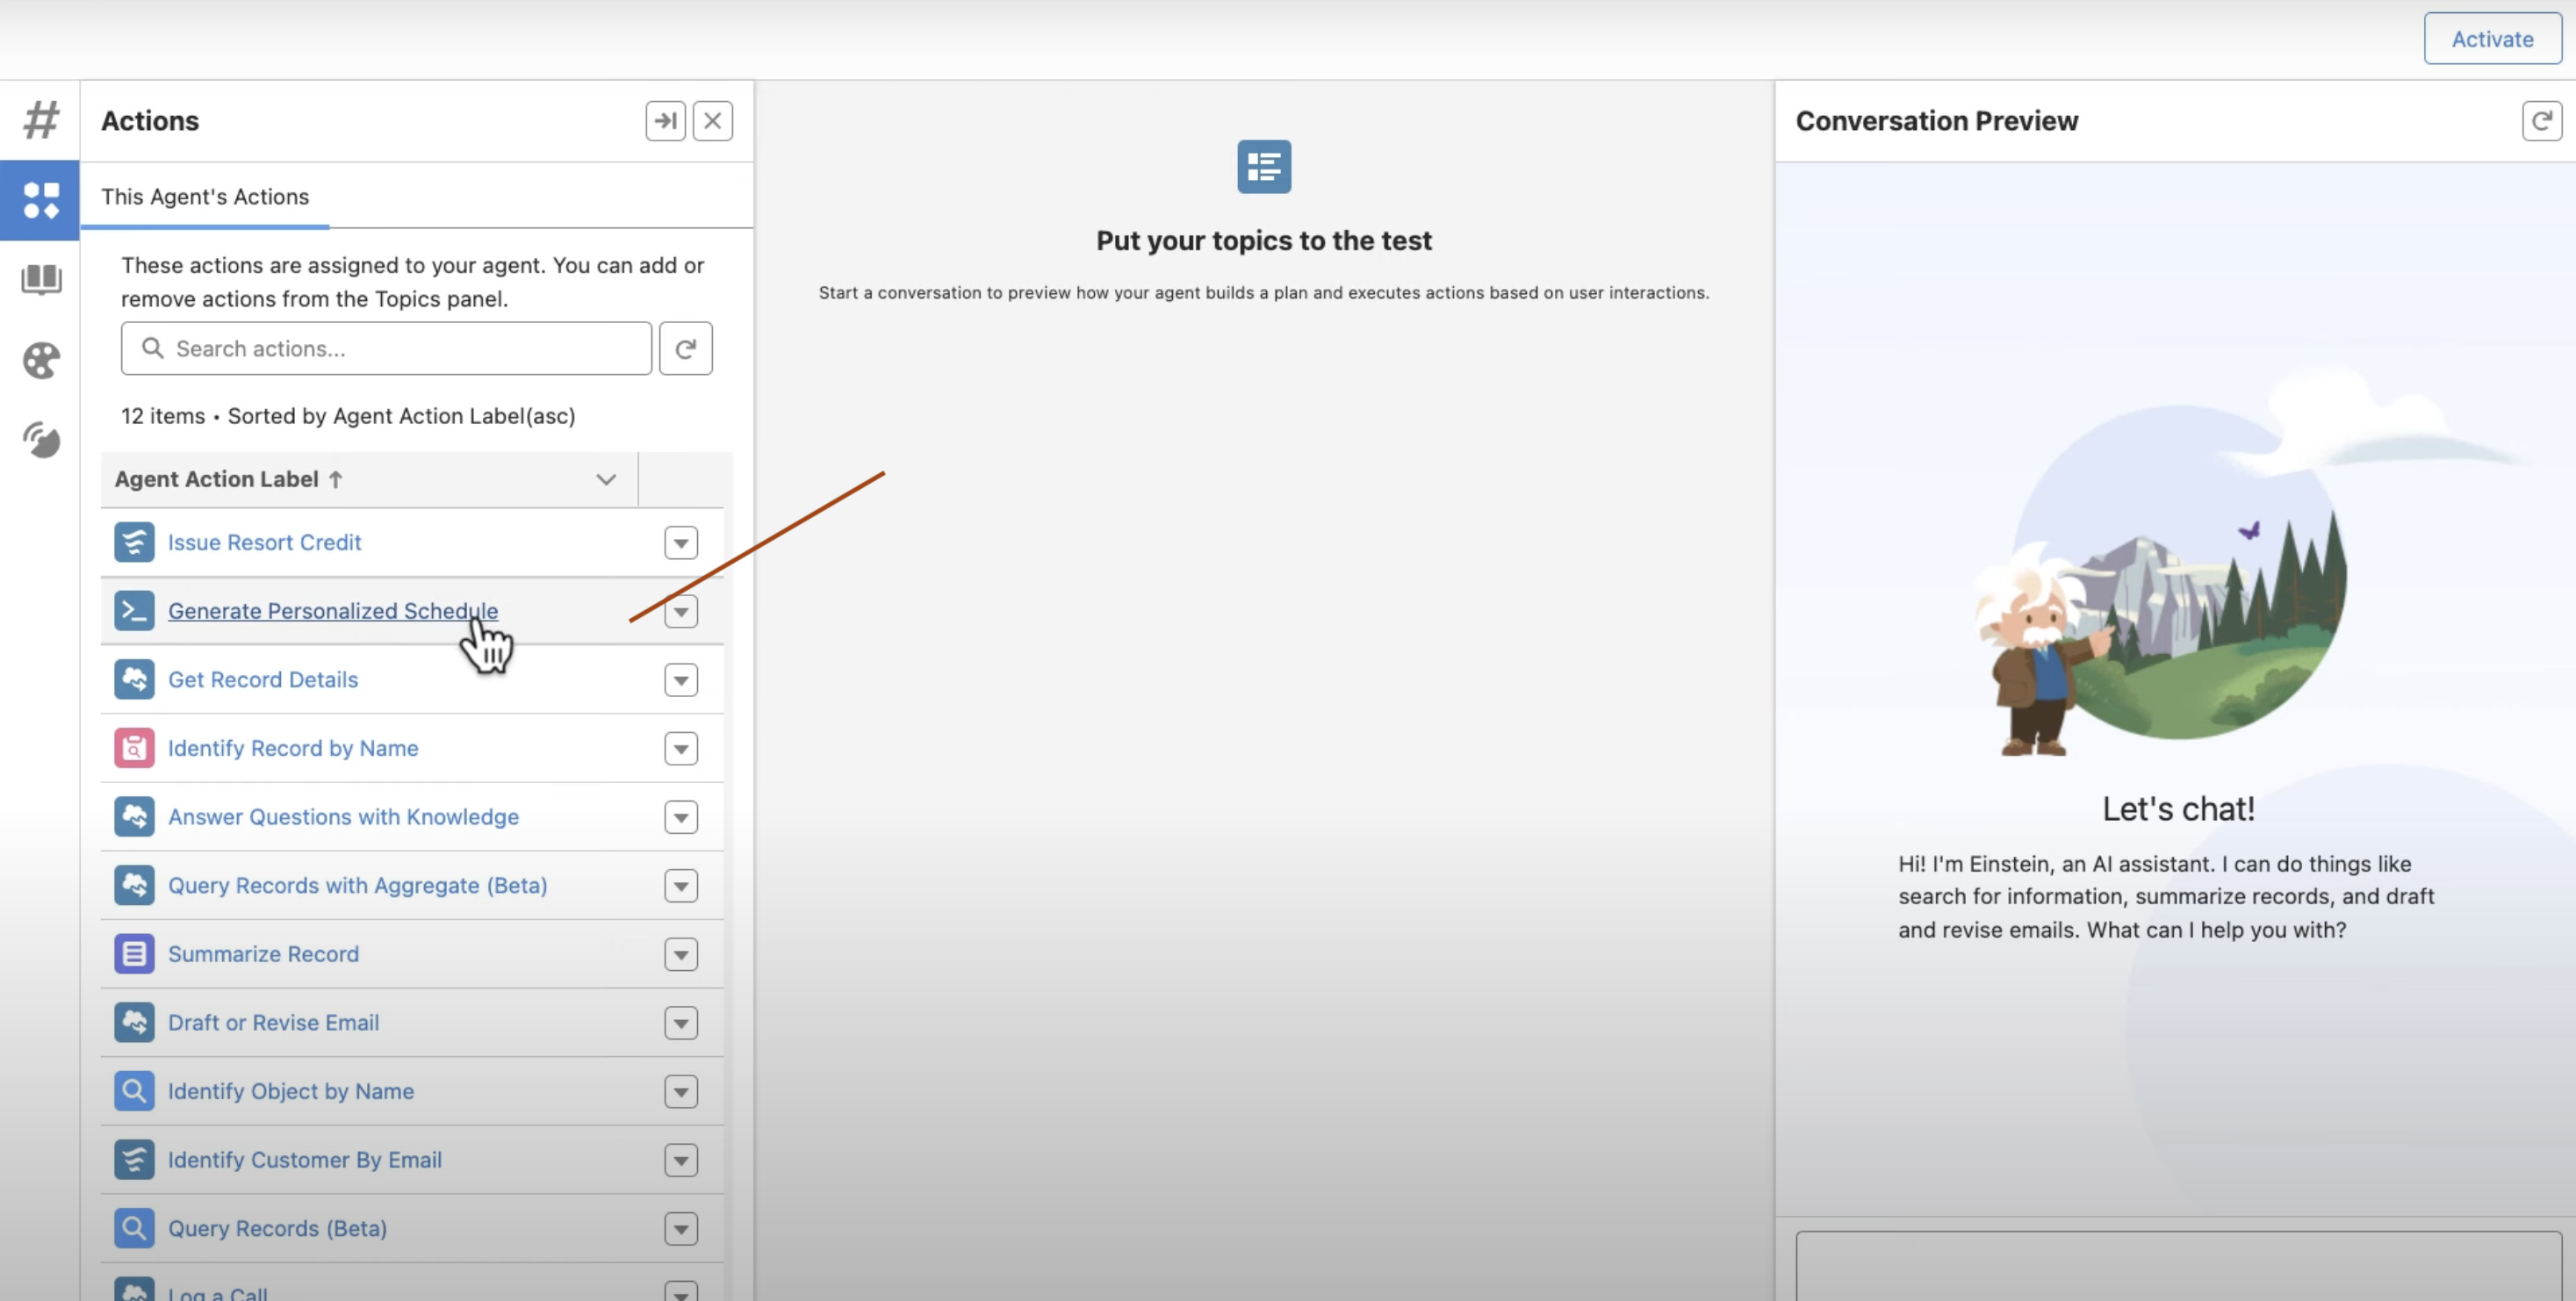 Activate
Actions
This Agent's Actions
These actions are assigned to your agent. You can add or
remove actions from the Topics panel.
Search actions...
12 items • Sorted by Agent Action Label(asc)
Agent Action Label ↑
Issue Resort Credit
Generate Personalized Schedule
Get Record Details
Identify Record by Name
Answer Questions with Knowledge
Query Records with Aggregate (Beta)
Summarize Record
Draft or Revise Email
Identify Object by Name
Identify Customer By Email
Query Records (Beta)
Log a Call
Put your topics to the test
Start a conversation to preview how your agent builds a plan and executes actions based on user interactions.
Conversation Preview
Let's chat!
Hi! I'm Einstein, an AI assistant. I can do things like
search for information, summarize records, and draft
and revise emails. What can I help you with?